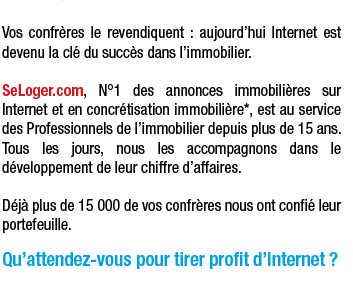 Vos confrères le revendiquent : aujourd'hui Internet est
devenu la clé du succès dans l'immobilier.
SeLoger.com, N°1 des annonces immobilières sur
Internet et en concrétisation immobilière*, est au service
des Professionnels de l'immobilier depuis plus de 15 ans.
Tous les jours, nous les accompagnons dans le
développement de leur chiffre d'affaires.
Déjà plus de 15 000 de vos confrères nous ont confié leur
portefeuille.
Qu'attendez-vous pour tirer profit d'Internet ?